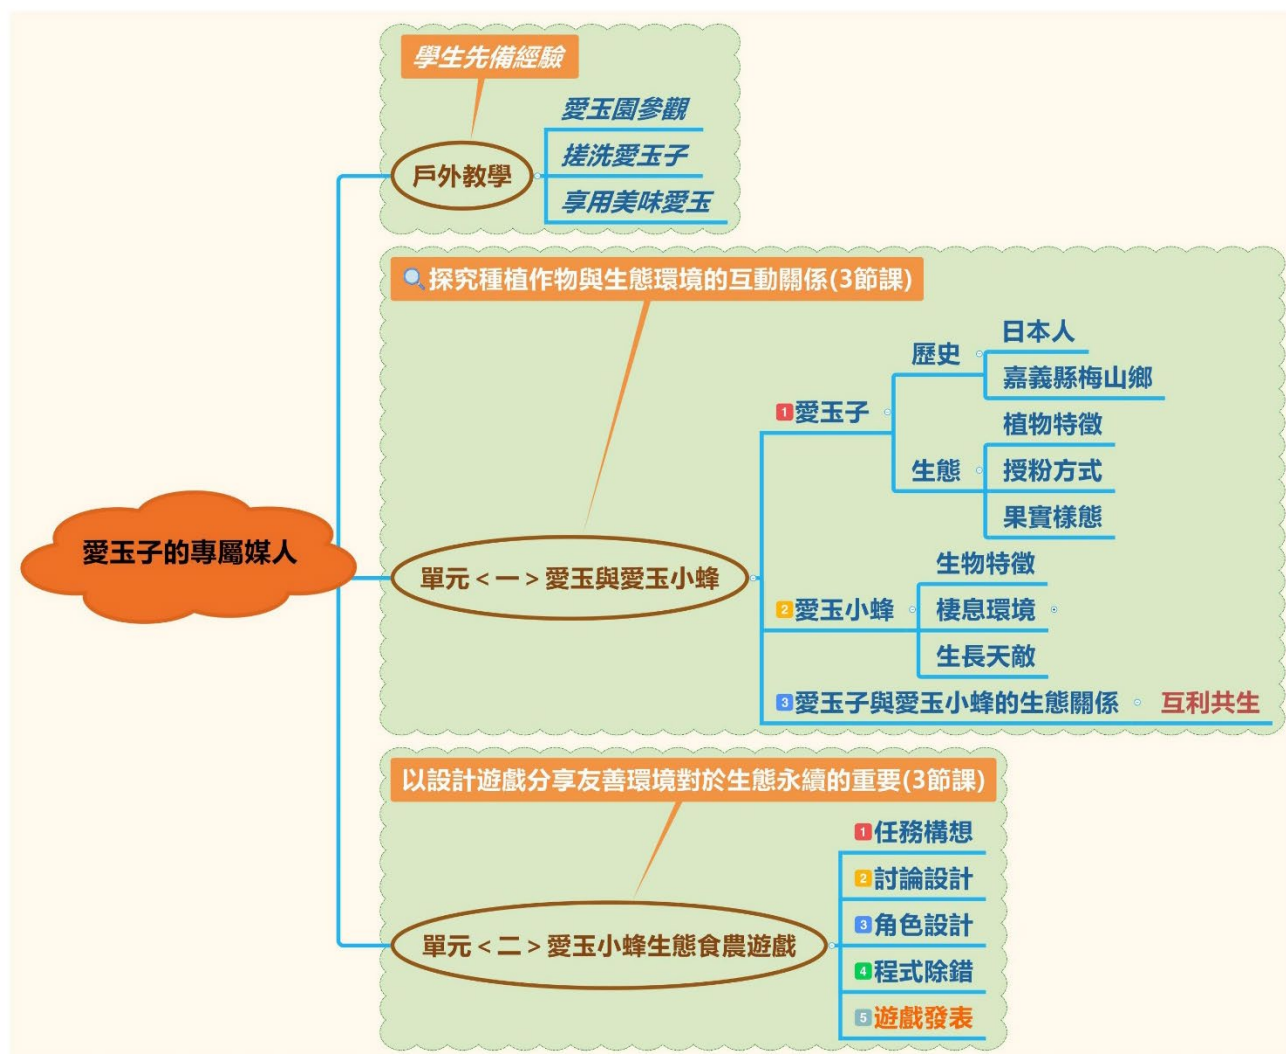 學生先備經驗
戶外教學
愛玉園參觀
搓洗愛玉子
享用美味愛玉
探究種植作物與生態環境的互動關係(3節課)
愛玉子的專屬媒人
單元<一>愛玉與愛玉小蜂
1愛玉子
歷史
日本人
嘉義縣梅山鄉
生態
植物特徵
授粉方式
果實樣態
2愛玉小蜂
生物特徵
棲息環境
生長天敵
3愛玉子與愛玉小蜂的生態關係
互利共生
以設計遊戲分享友善環境對於生態永續的重要(3節課)
單元<二>愛玉小蜂生態食農遊戲
1任務構想
2討論設計
3角色設計
4程式除錯
5遊戲發表